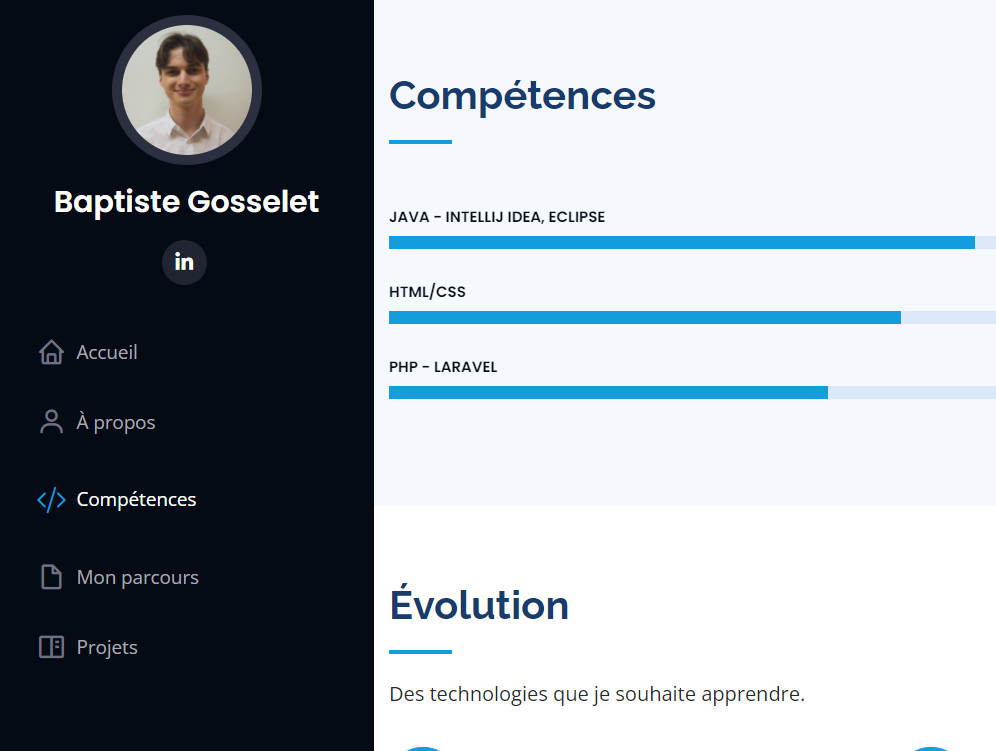 Baptiste Gosselet
in
Accueil
À propos
Compétences
Mon parcours
Projets
Compétences
JAVA - INTELLIJ IDEA, ECLIPSE
HTML/CSS
PHP - LARAVEL
Évolution
Des technologies que je souhaite apprendre.